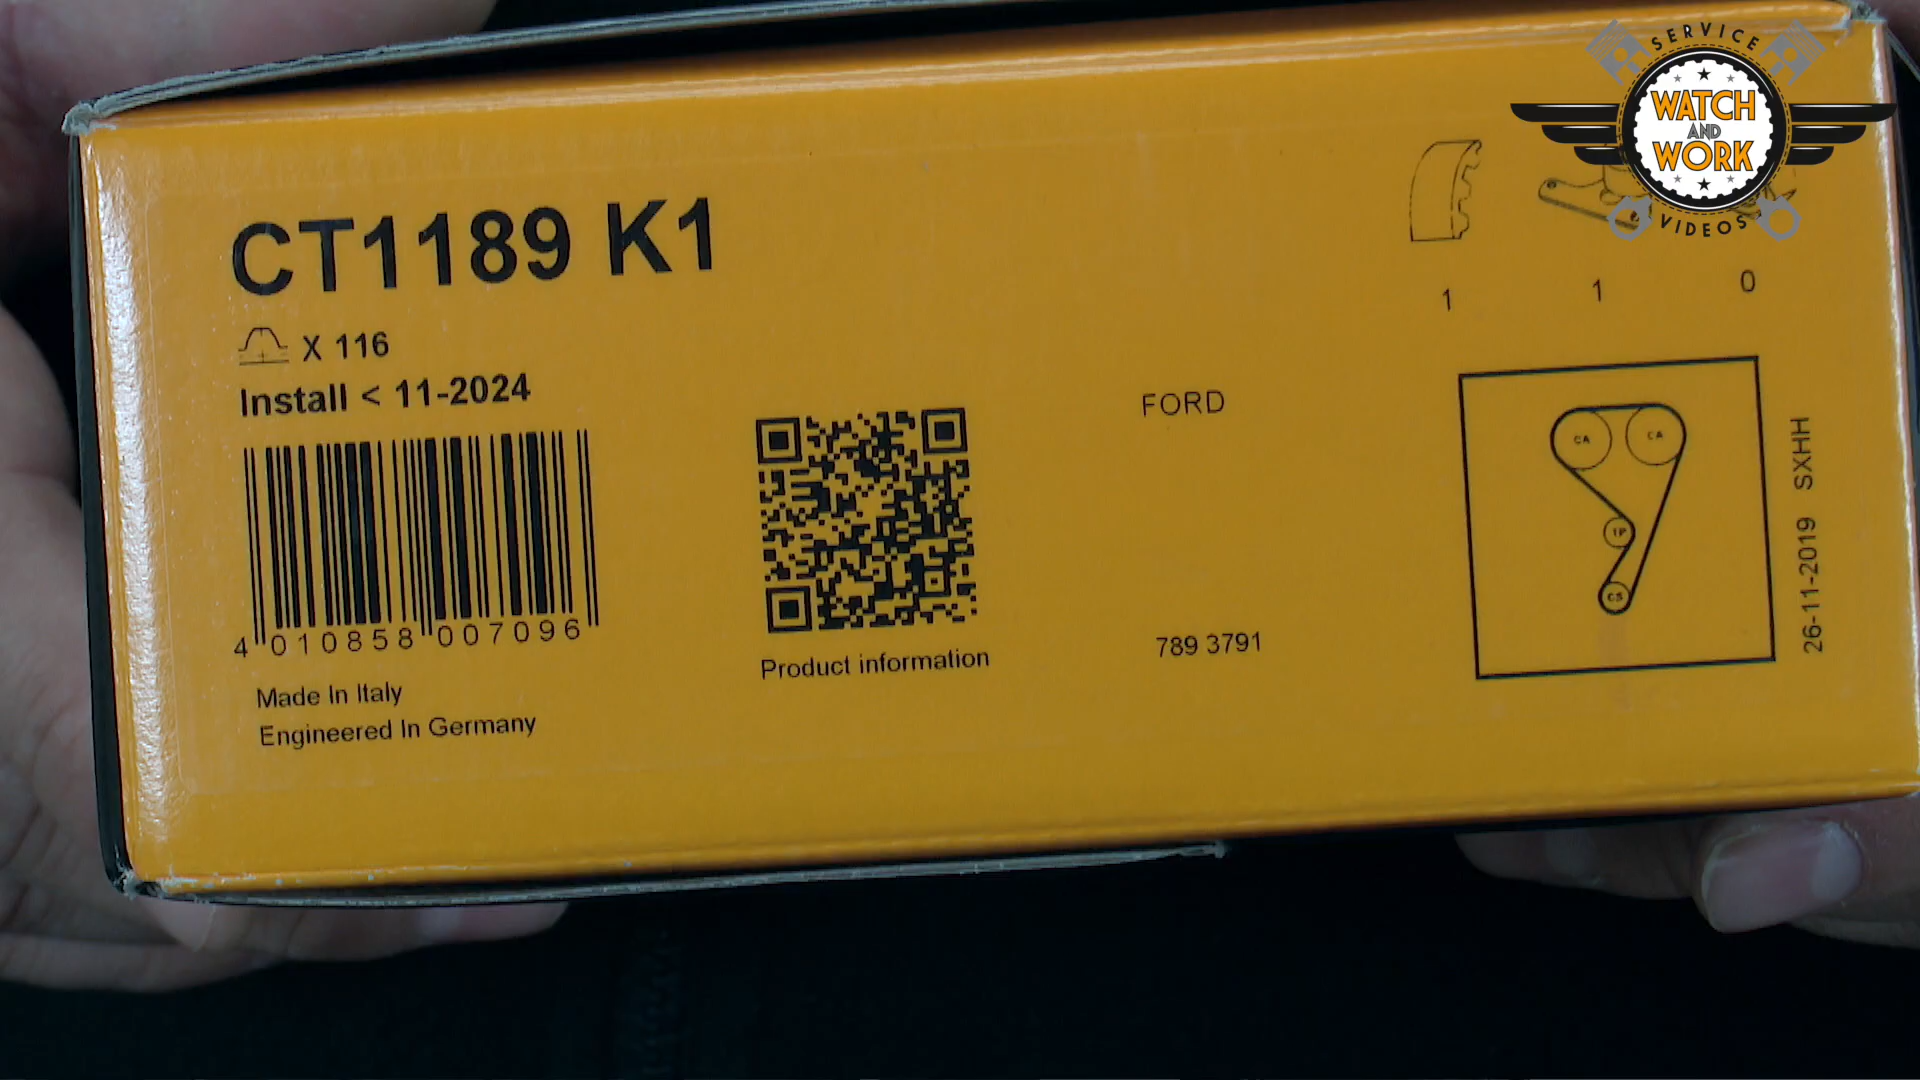 SERVICE
WATCH
AND
WORK
VIDEOS
CT1189 K1
X 116
Install < 11-2024
4 010858 007096
Made In Italy
Engineered In Germany
Product information
FORD
789 3791
1 1 0
CA CA
TP
CS
26-11-2019 SXHH